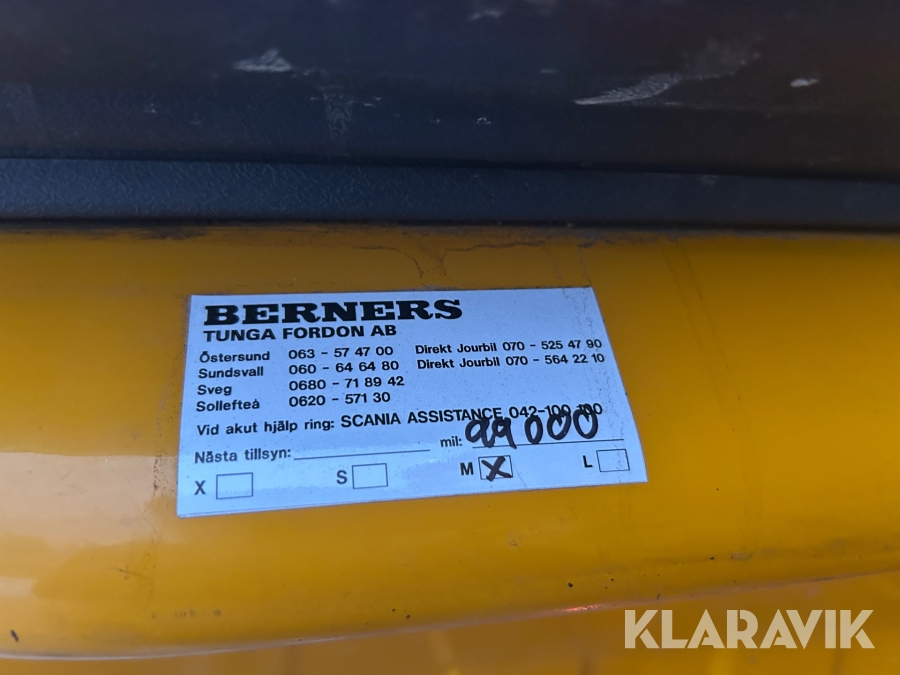 BERNERS
TUNGA FORDON AB
Östersund 063 - 57 47 00 Direkt Jourbil 070 - 525 47 90
Sundsvall 060 - 64 64 80 Direkt Jourbil 070 - 564 22 10
Sveg 0680 - 71 89 42
Sollefteå 0620 - 571 30
Vid akut hjälp ring: SCANIA ASSISTANCE 042-100 100
Nästa tillsyn: mil: 99 000
X S M X L
KLARAVIK